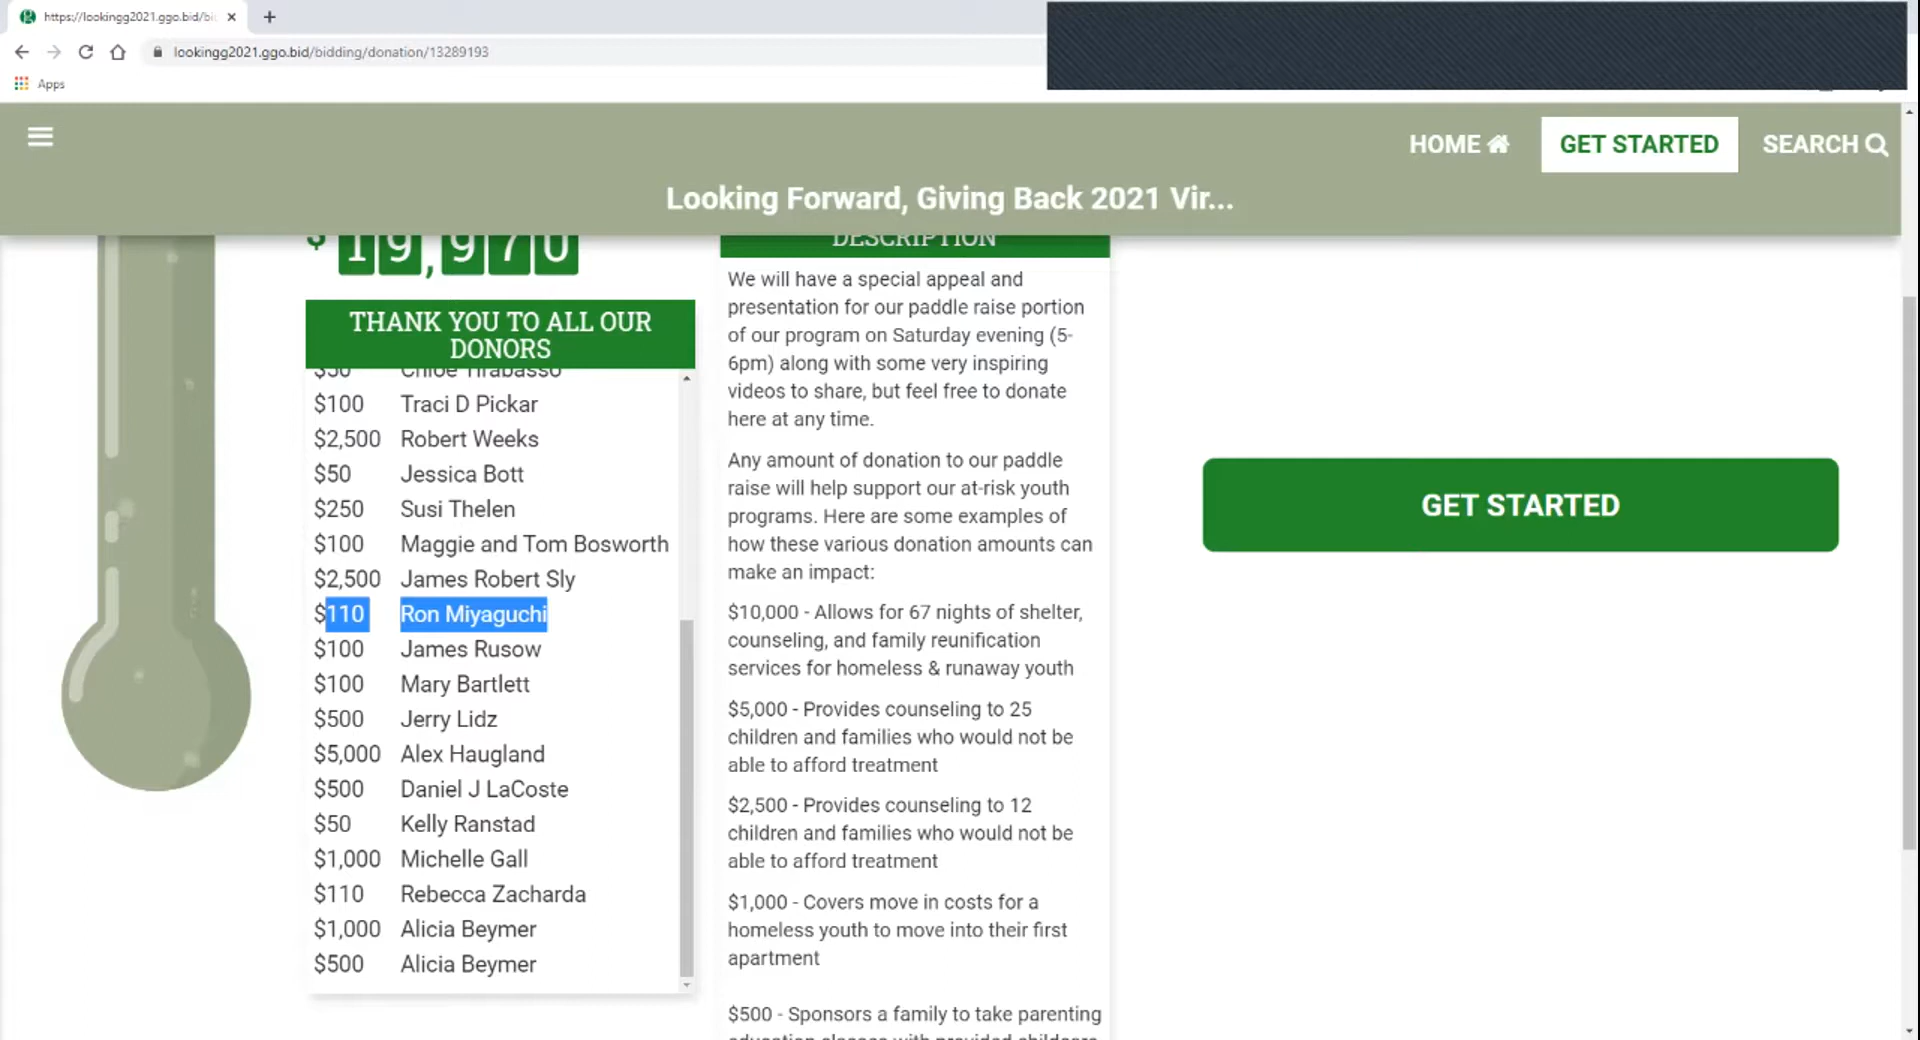 https://lookingg2021.ggo.bid/bi
lookingg2021.ggo.bid/bidding/donation/13289193
Apps
HOME
GET STARTED
SEARCH
Looking Forward, Giving Back 2021 Vir...
$ 19,970
THANK YOU TO ALL OUR
DONORS
$50 Chloe Tirabasso
$100 Traci D Pickar
$2,500 Robert Weeks
$50 Jessica Bott
$250 Susi Thelen
$100 Maggie and Tom Bosworth
$2,500 James Robert Sly
$110 Ron Miyaguchi
$100 James Rusow
$100 Mary Bartlett
$500 Jerry Lidz
$5,000 Alex Haugland
$500 Daniel J LaCoste
$50 Kelly Ranstad
$1,000 Michelle Gall
$110 Rebecca Zacharda
$1,000 Alicia Beymer
$500 Alicia Beymer
DESCRIPTION
We will have a special appeal and
presentation for our paddle raise portion
of our program on Saturday evening (5-
6pm) along with some very inspiring
videos to share, but feel free to donate
here at any time.
Any amount of donation to our paddle
raise will help support our at-risk youth
programs. Here are some examples of
how these various donation amounts can
make an impact:
$10,000 - Allows for 67 nights of shelter,
counseling, and family reunification
services for homeless & runaway youth
$5,000 - Provides counseling to 25
children and families who would not be
able to afford treatment
$2,500 - Provides counseling to 12
children and families who would not be
able to afford treatment
$1,000 - Covers move in costs for a
homeless youth to move into their first
apartment
$500 - Sponsors a family to take parenting
education classes with provided childcare
GET STARTED